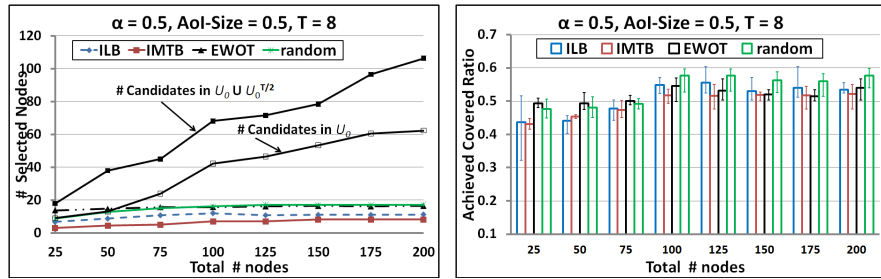 α = 0.5, AoI-Size = 0.5, T = 8
# Selected Nodes
120
100
80
60
40
20
0
ILB IMTB EWOT random
# Candidates in U₀ U U₀ᵀ/²
# Candidates in U₀
25 50 75 100 125 150 175 200
Total # nodes
α = 0.5, AoI-Size = 0.5, T = 8
Achieved Covered Ratio
0.7
0.6
0.5
0.4
0.3
0.2
0.1
ILB IMTB EWOT random
25 50 75 100 125 150 175 200
Total # nodes